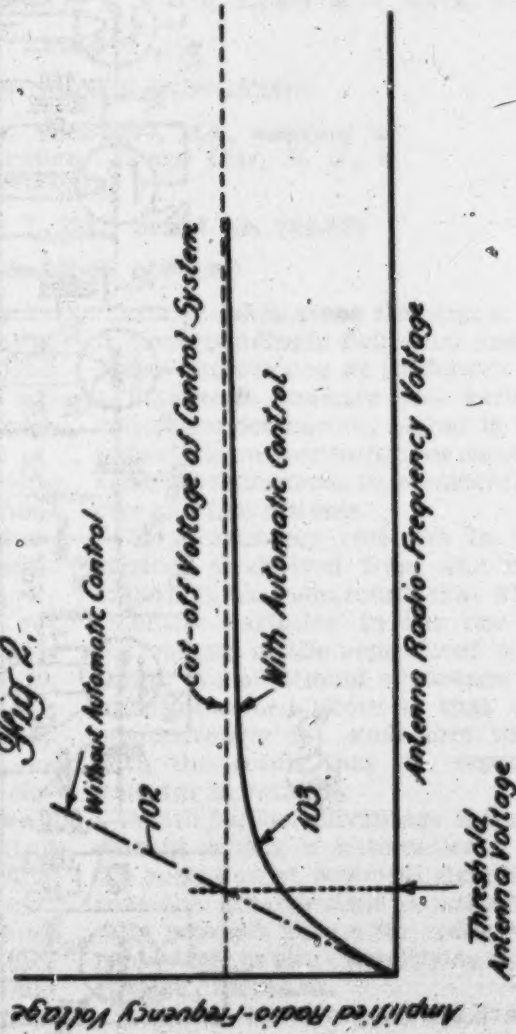 Fig 2.
Without Automatic Control
102
Cut-off Voltage of Control System
With Automatic Control
103
Amplified Radio-Frequency Voltage
Antenna Radio-Frequency Voltage
Threshold
Antenna Voltage